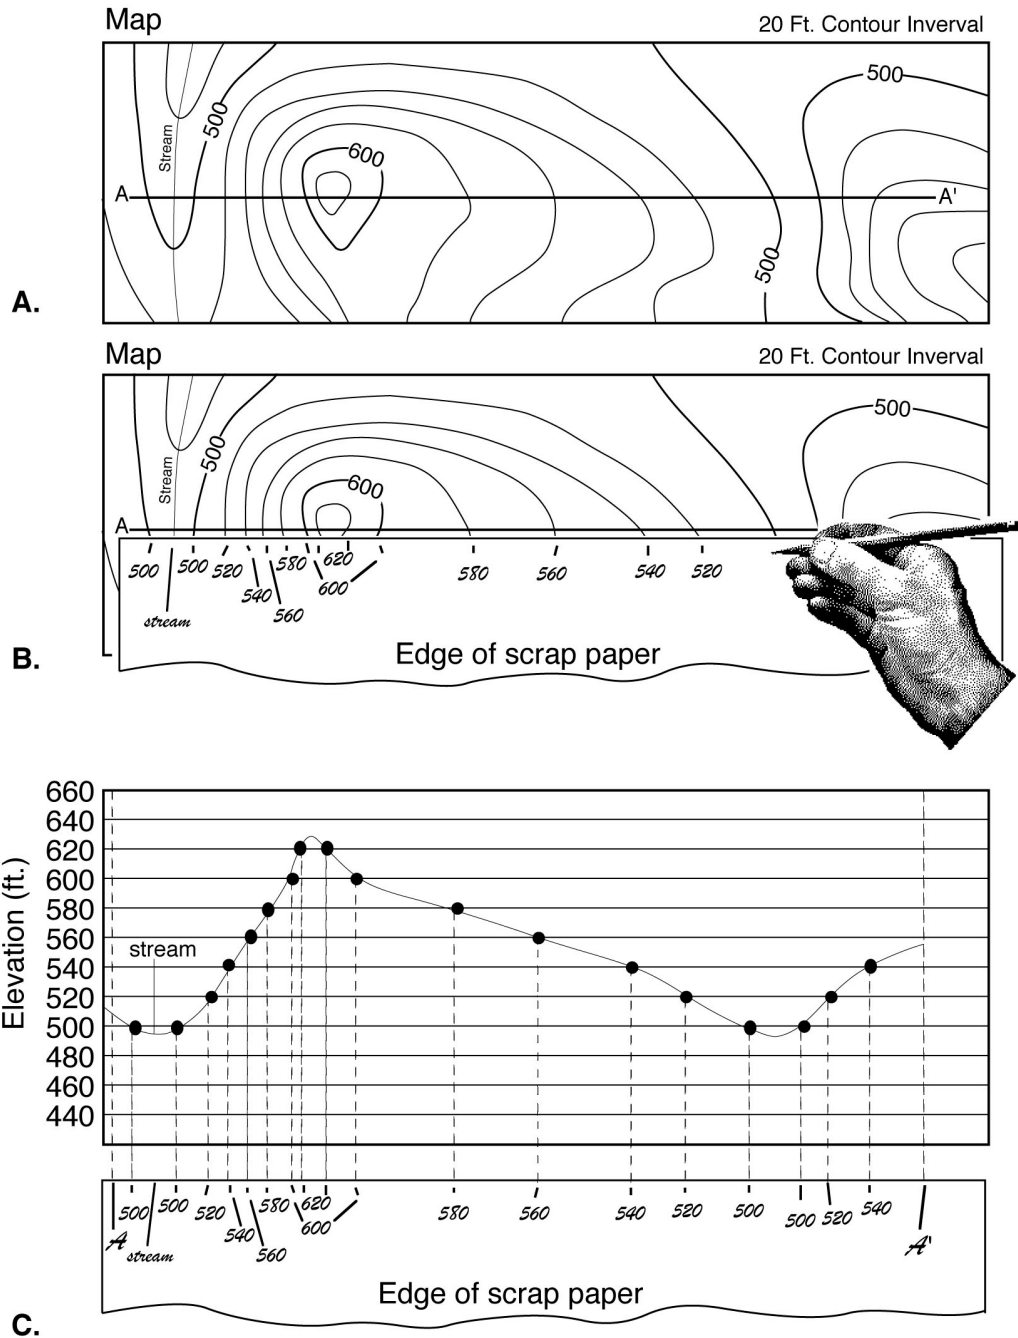 Map
20 Ft. Contour Inverval
500
500
Stream
600
A
A'
500
A.
Map
20 Ft. Contour Inverval
500
500
Stream
600
A
500 500 520 580 620 580 560 540 520
540 600
stream 560
Edge of scrap paper
B.
660
640
620
600
580
560
540
520
500
480
460
440
Elevation (ft.)
stream
500 500 520 580 620 580 560 540 520 500 500 520 540
540 600
A stream 560 A'
Edge of scrap paper
C.